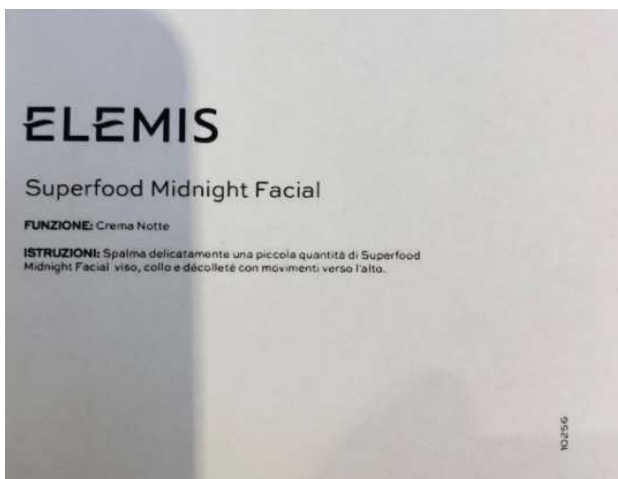 ELEMIS
Superfood Midnight Facial
FUNZIONE: Crema Notte
ISTRUZIONI: Spalma delicatamente una piccola quantità di Superfood
Midnight Facial viso, collo e décolleté con movimenti verso l'alto.
10256